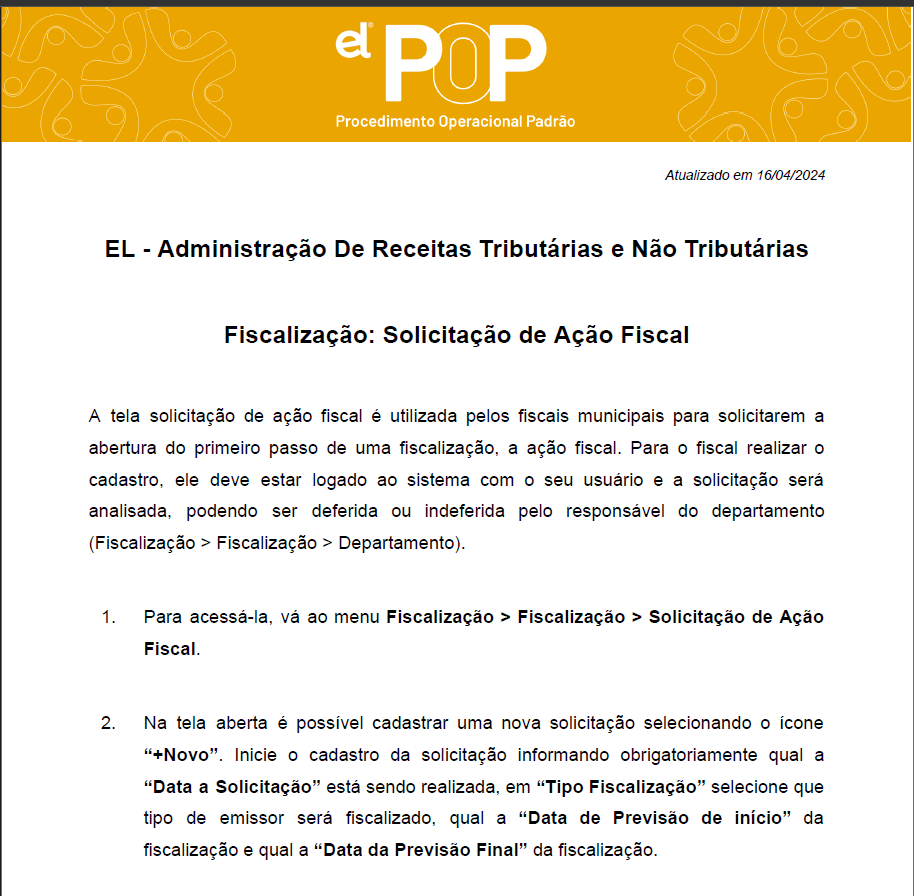 el® POP
Procedimento Operacional Padrão
Atualizado em 16/04/2024
EL - Administração De Receitas Tributárias e Não Tributárias
Fiscalização: Solicitação de Ação Fiscal
A tela solicitação de ação fiscal é utilizada pelos fiscais municipais para solicitarem a
abertura do primeiro passo de uma fiscalização, a ação fiscal. Para o fiscal realizar o
cadastro, ele deve estar logado ao sistema com o seu usuário e a solicitação será
analisada, podendo ser deferida ou indeferida pelo responsável do departamento
(Fiscalização > Fiscalização > Departamento).
1. Para acessá-la, vá ao menu Fiscalização > Fiscalização > Solicitação de Ação
Fiscal.
2. Na tela aberta é possível cadastrar uma nova solicitação selecionando o ícone
“+Novo”. Inicie o cadastro da solicitação informando obrigatoriamente qual a
“Data a Solicitação” está sendo realizada, em “Tipo Fiscalização” selecione que
tipo de emissor será fiscalizado, qual a “Data de Previsão de início” da
fiscalização e qual a “Data da Previsão Final” da fiscalização.